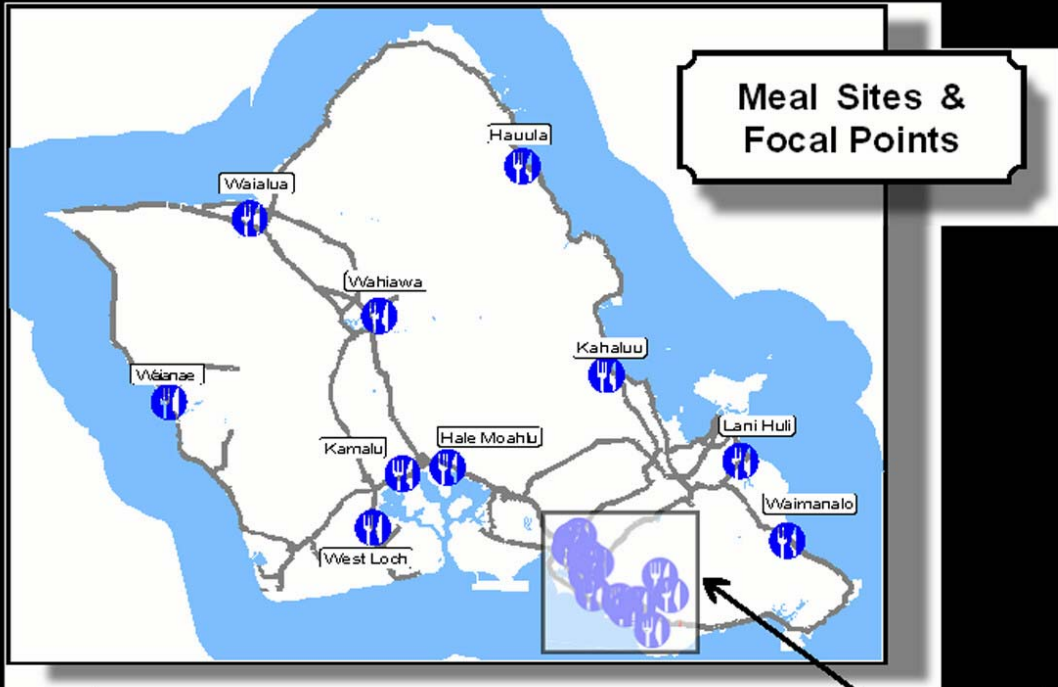 Meal Sites &
Focal Points
Hauula
Waialua
Wahiawa
Kahaluu
Waianae
Lani Huli
Kamalu
Hale Moahlu
Waimanalo
West Loch